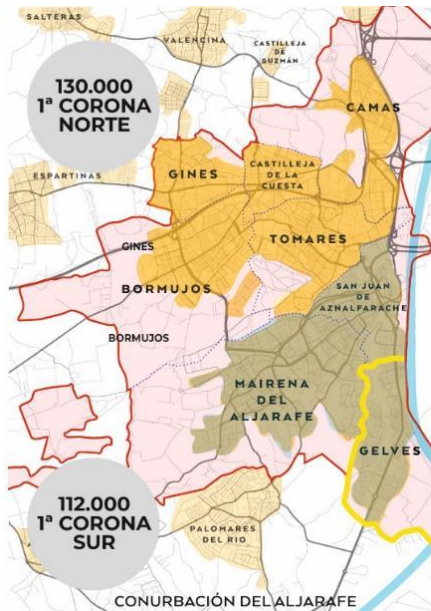 SALTERAS
VALENCINA
CASTILLEJA
DE
GUZMÁN
130.000
1ª CORONA
NORTE
CAMAS
ESPARTINAS
GINES
CASTILLEJA
DE LA
CUESTA
TOMARES
GINES
BORMUJOS
SAN JUAN
DE
AZNALFARACHE
BORMUJOS
MAIRENA
DEL
ALJARAFE
GELVES
112.000
1ª CORONA
SUR
PALOMARES
DEL RIO
CONURBACIÓN DEL ALJARAFE